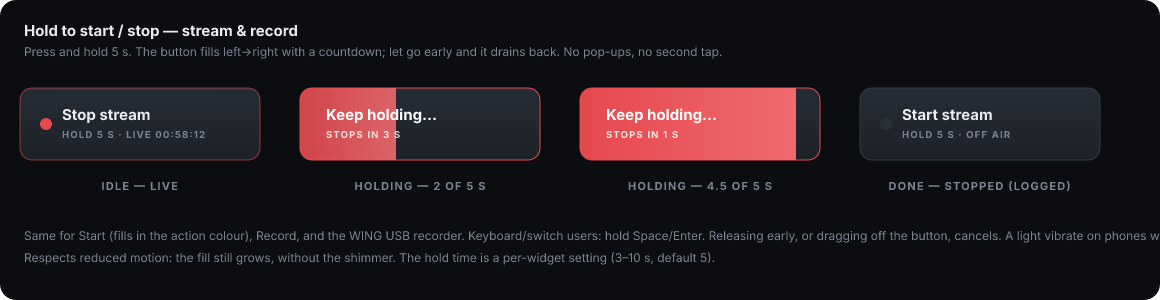 Hold to start / stop — stream & record
Press and hold 5 s. The button fills left→right with a countdown; let go early and it drains back. No pop-ups, no second tap.
Stop stream
HOLD 5 S · LIVE 00:58:12
Keep holding...
STOPS IN 3 S
Keep holding...
STOPS IN 1 S
Start stream
HOLD 5 S · OFF AIR
IDLE — LIVE
HOLDING — 2 OF 5 S
HOLDING — 4.5 OF 5 S
DONE — STOPPED (LOGGED)
Same for Start (fills in the action colour), Record, and the WING USB recorder. Keyboard/switch users: hold Space/Enter. Releasing early, or dragging off the button, cancels. A light vibrate on phones
Respects reduced motion: the fill still grows, without the shimmer. The hold time is a per-widget setting (3–10 s, default 5).